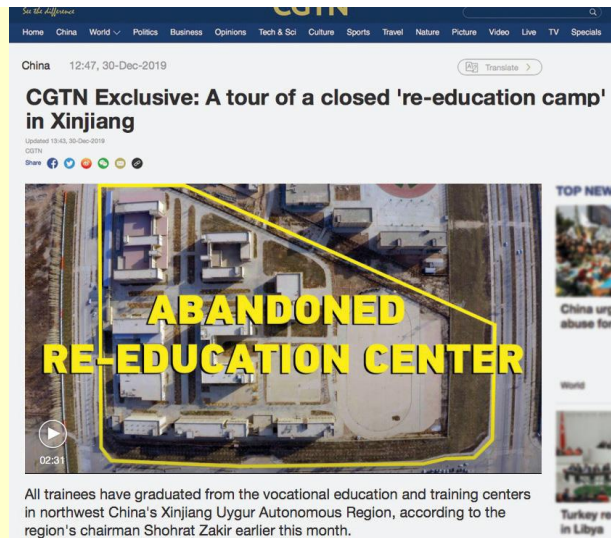 See the difference
CGTN
Home China World Politics Business Opinions Tech & Sci Culture Sports Travel Nature Picture Video Live TV Specials
China 12:47, 30-Dec-2019
Translate
CGTN Exclusive: A tour of a closed 're-education camp'
in Xinjiang
Updated 13:43, 30-Dec-2019
CGTN
Share
ABANDONED
RE-EDUCATION CENTER
02:31
All trainees have graduated from the vocational education and training centers
in northwest China's Xinjiang Uygur Autonomous Region, according to the
region's chairman Shohrat Zakir earlier this month.
TOP NEW
China urg
abuse fo
World
Turkey re
in Libya